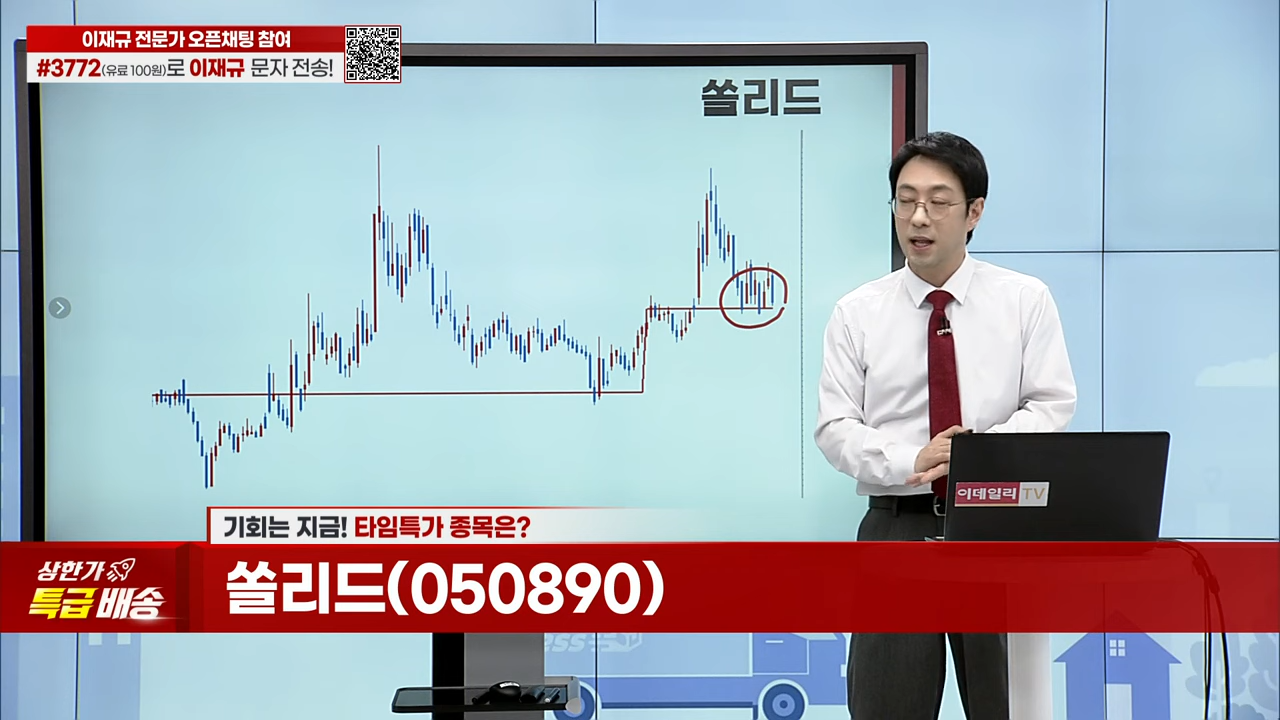 이재규 전문가 오픈채팅 참여
#3772(유료 100원)로 이재규 문자 전송!
쏠리드
이데일리 TV
기회는 지금! 타임특가 종목은?
상한가
특급 배송
쏠리드(050890)